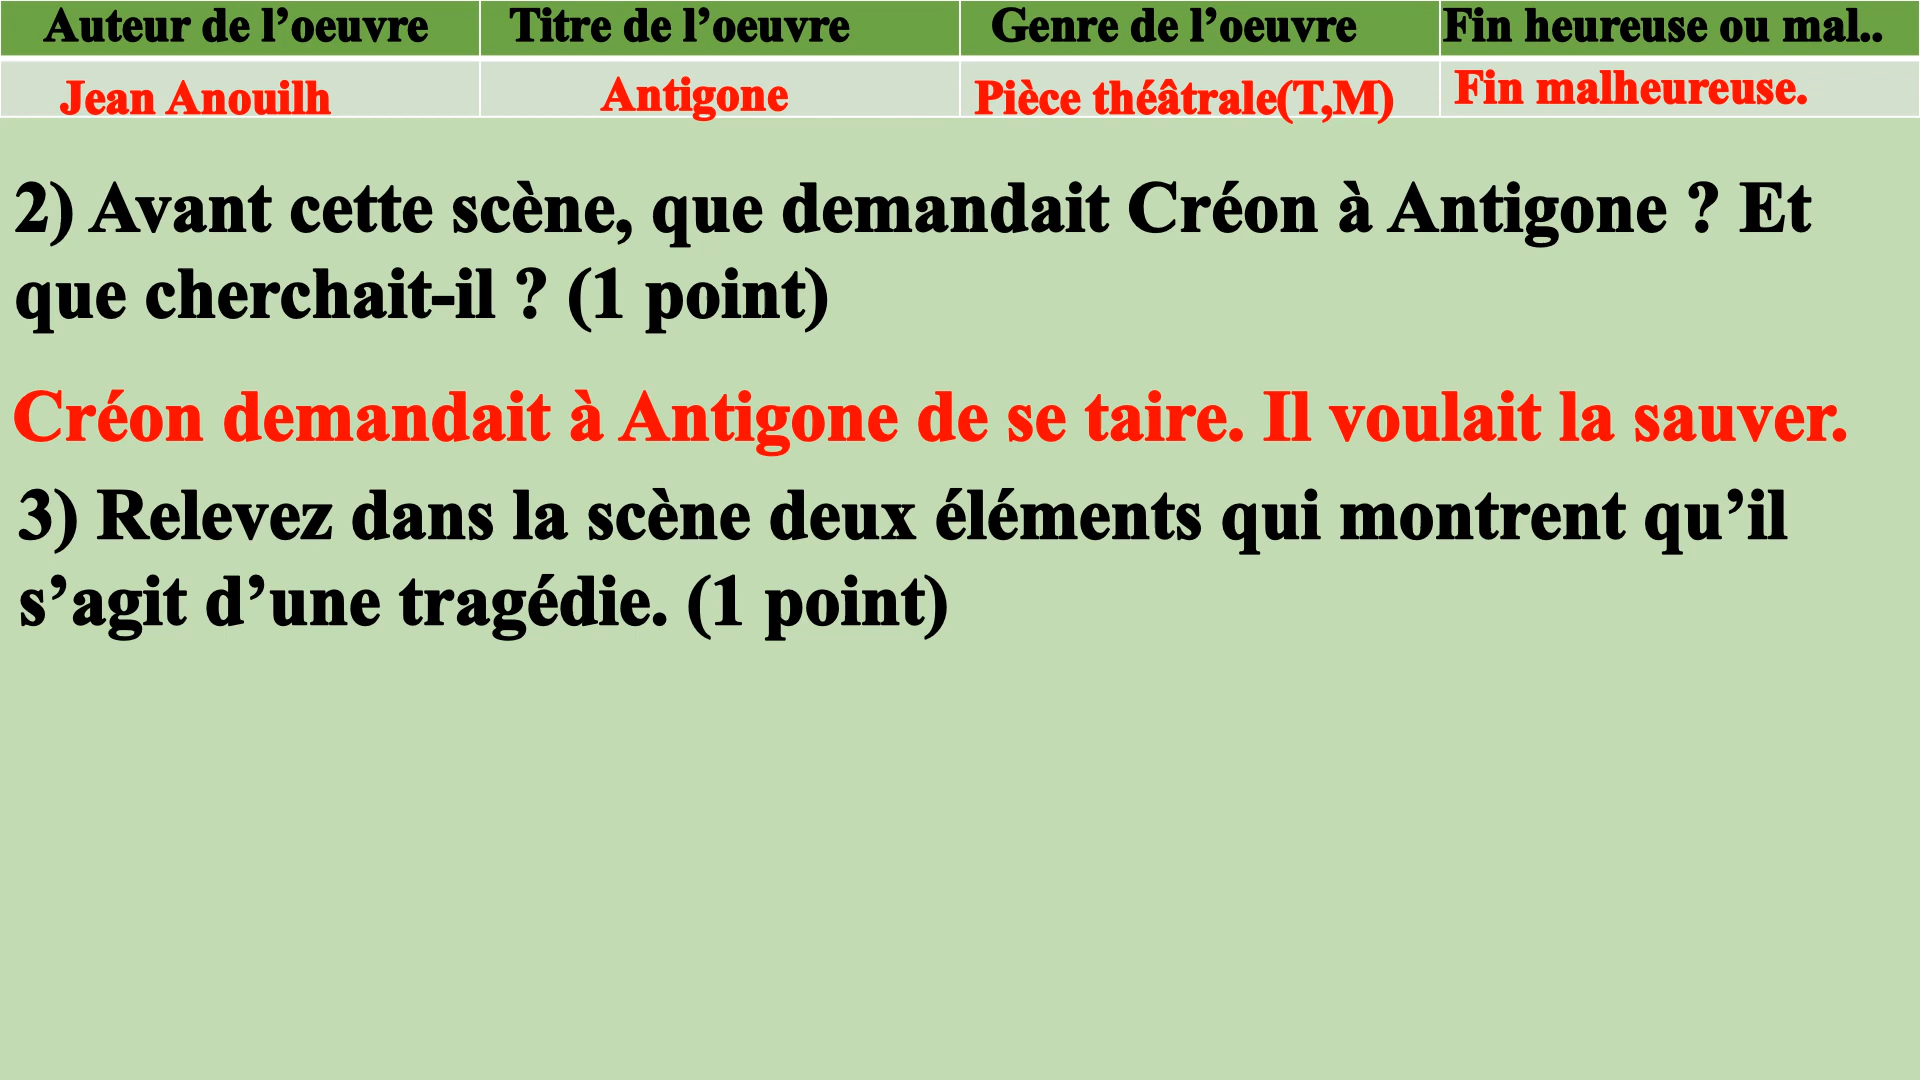 Auteur de l’oeuvre Titre de l’oeuvre Genre de l’oeuvre Fin heureuse ou mal..
Jean Anouilh Antigone Pièce théâtrale(T,M) Fin malheureuse.
2) Avant cette scène, que demandait Créon à Antigone ? Et
que cherchait-il ? (1 point)
Créon demandait à Antigone de se taire. Il voulait la sauver.
3) Relevez dans la scène deux éléments qui montrent qu’il
s’agit d’une tragédie. (1 point)